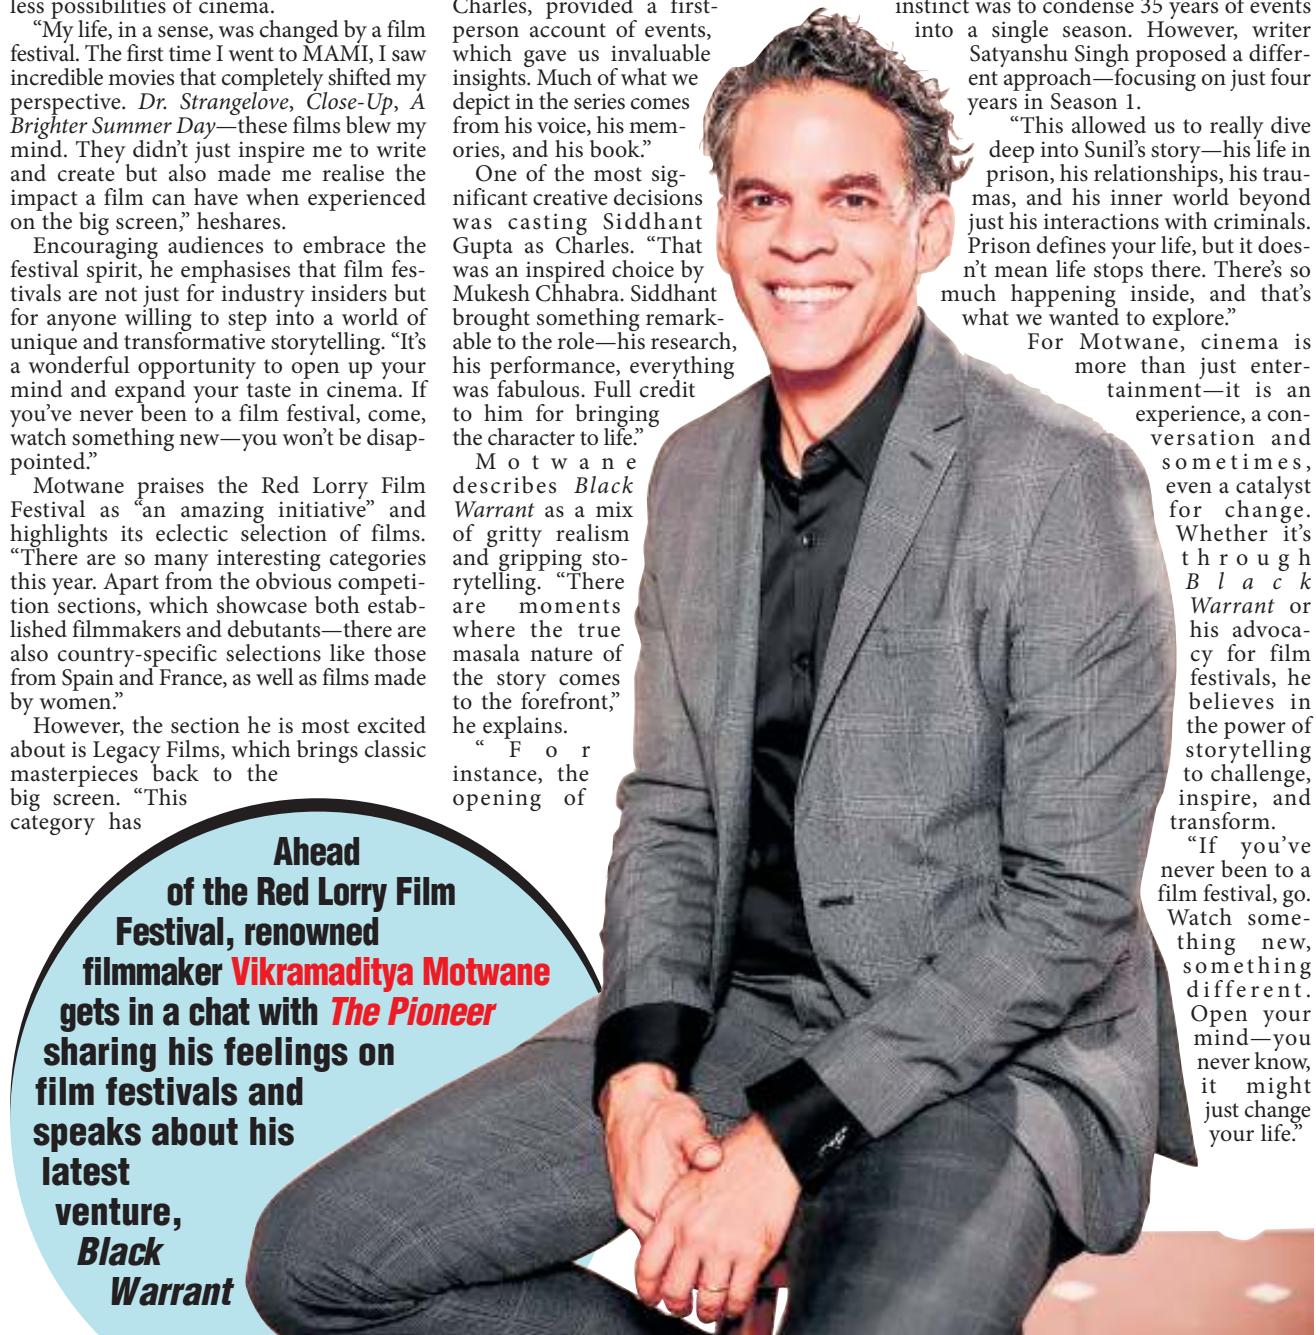 less possibilities of cinema.
“My life, in a sense, was changed by a film
festival. The first time I went to MAMI, I saw
incredible movies that completely shifted my
perspective. Dr. Strangelove, Close-Up, A
Brighter Summer Day—these films blew my
mind. They didn’t just inspire me to write
and create but also made me realise the
impact a film can have when experienced
on the big screen,” heshares.
Encouraging audiences to embrace the
festival spirit, he emphasises that film fes-
tivals are not just for industry insiders but
for anyone willing to step into a world of
unique and transformative storytelling. “It’s
a wonderful opportunity to open up your
mind and expand your taste in cinema. If
you’ve never been to a film festival, come,
watch something new—you won’t be disap-
pointed.”
Motwane praises the Red Lorry Film
Festival as “an amazing initiative” and
highlights its eclectic selection of films.
“There are so many interesting categories
this year. Apart from the obvious competi-
tion sections, which showcase both estab-
lished filmmakers and debutants—there are
also country-specific selections like those
from Spain and France, as well as films made
by women.”
However, the section he is most excited
about is Legacy Films, which brings classic
masterpieces back to the
big screen. “This
category has
Charles, provided a first-
person account of events,
which gave us invaluable
insights. Much of what we
depict in the series comes
from his voice, his mem-
ories, and his book.”
One of the most sig-
nificant creative decisions
was casting Siddhant
Gupta as Charles. “That
was an inspired choice by
Mukesh Chhabra. Siddhant
brought something remark-
able to the role—his research,
his performance, everything
was fabulous. Full credit
to him for bringing
the character to life.”
Motwane
describes Black
Warrant as a mix
of gritty realism
and gripping sto-
rytelling. “There
are moments
where the true
masala nature of
the story comes
to the forefront,”
he explains.
“For
instance, the
opening of
instinct was to condense 35 years of events
into a single season. However, writer
Satyanshu Singh proposed a differ-
ent approach—focusing on just four
years in Season 1.
“This allowed us to really dive
deep into Sunil’s story—his life in
prison, his relationships, his trau-
mas, and his inner world beyond
just his interactions with criminals.
Prison defines your life, but it does-
n’t mean life stops there. There’s so
much happening inside, and that’s
what we wanted to explore.”
For Motwane, cinema is
more than just enter-
tainment—it is an
experience, a con-
versation and
sometimes,
even a catalyst
for change.
Whether it’s
through
Black
Warrant or
his advoca-
cy for film
festivals, he
believes in
the power of
storytelling
to challenge,
inspire, and
transform.
“If you’ve
never been to a
film festival, go.
Watch some-
thing new,
something
different.
Open your
mind—you
never know,
it might
just change
your life.”
Ahead
of the Red Lorry Film
Festival, renowned
filmmaker Vikramaditya Motwane
gets in a chat with The Pioneer
sharing his feelings on
film festivals and
speaks about his
latest
venture,
Black
Warrant